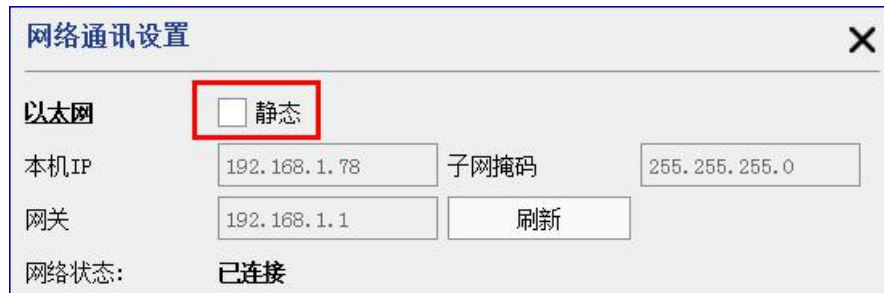 网络通讯设置
以太网 静态
本机IP 192.168.1.78 子网掩码 255.255.255.0
网关 192.168.1.1 刷新
网络状态: 已连接